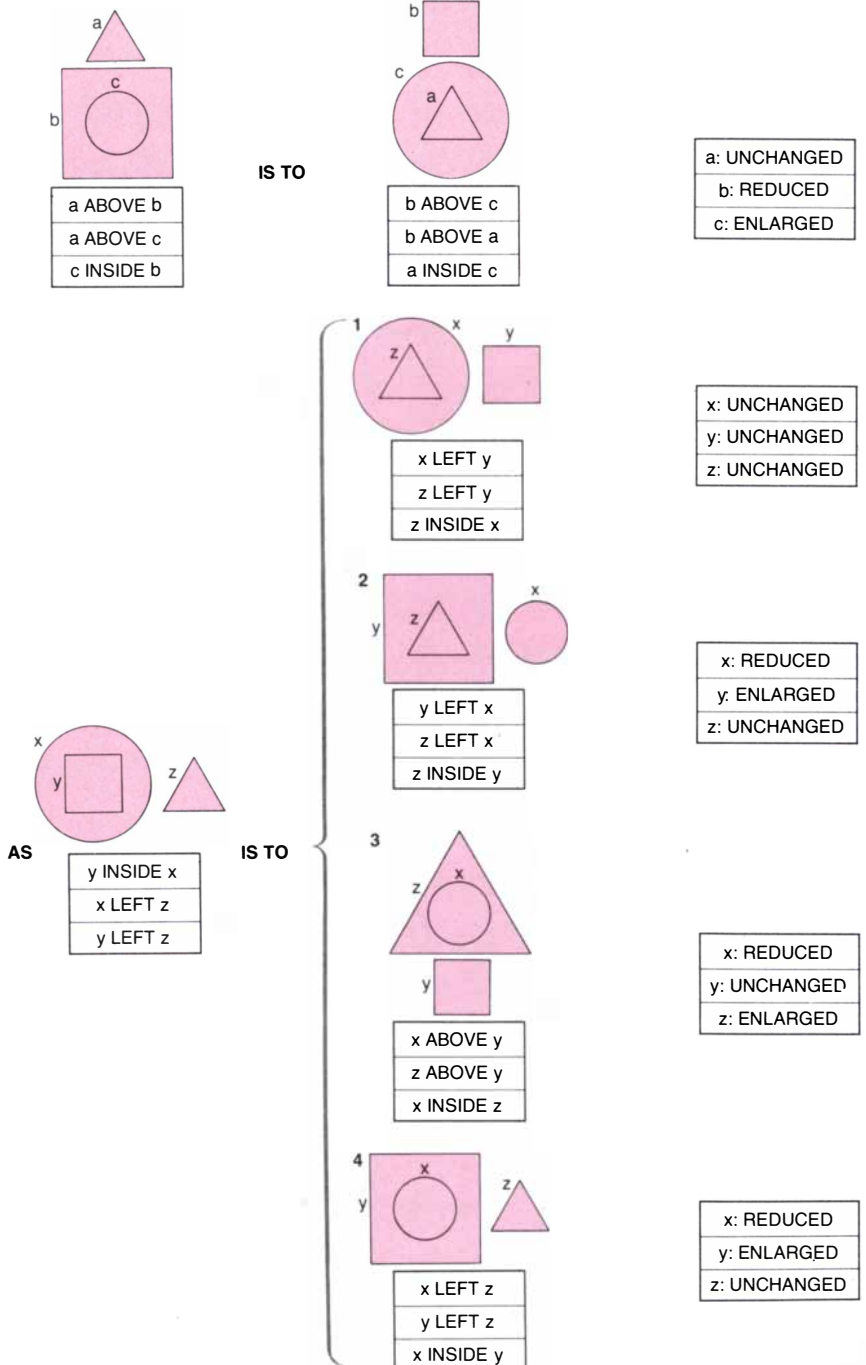 a
c
b
a ABOVE b
a ABOVE c
c INSIDE b
IS TO
b
c
a
b ABOVE c
b ABOVE a
a INSIDE c
a: UNCHANGED
b: REDUCED
c: ENLARGED
AS
x
y
z
y INSIDE x
x LEFT z
y LEFT z
IS TO
1
x
y
z
x LEFT y
z LEFT y
z INSIDE x
x: UNCHANGED
y: UNCHANGED
z: UNCHANGED
2
x
y
z
y LEFT x
z LEFT x
z INSIDE y
x: REDUCED
y: ENLARGED
z: UNCHANGED
3
x
z
y
x ABOVE y
z ABOVE y
x INSIDE z
x: REDUCED
y: UNCHANGED
z: ENLARGED
4
x
y
z
x LEFT z
y LEFT z
x INSIDE y
x: REDUCED
y: ENLARGED
z: UNCHANGED